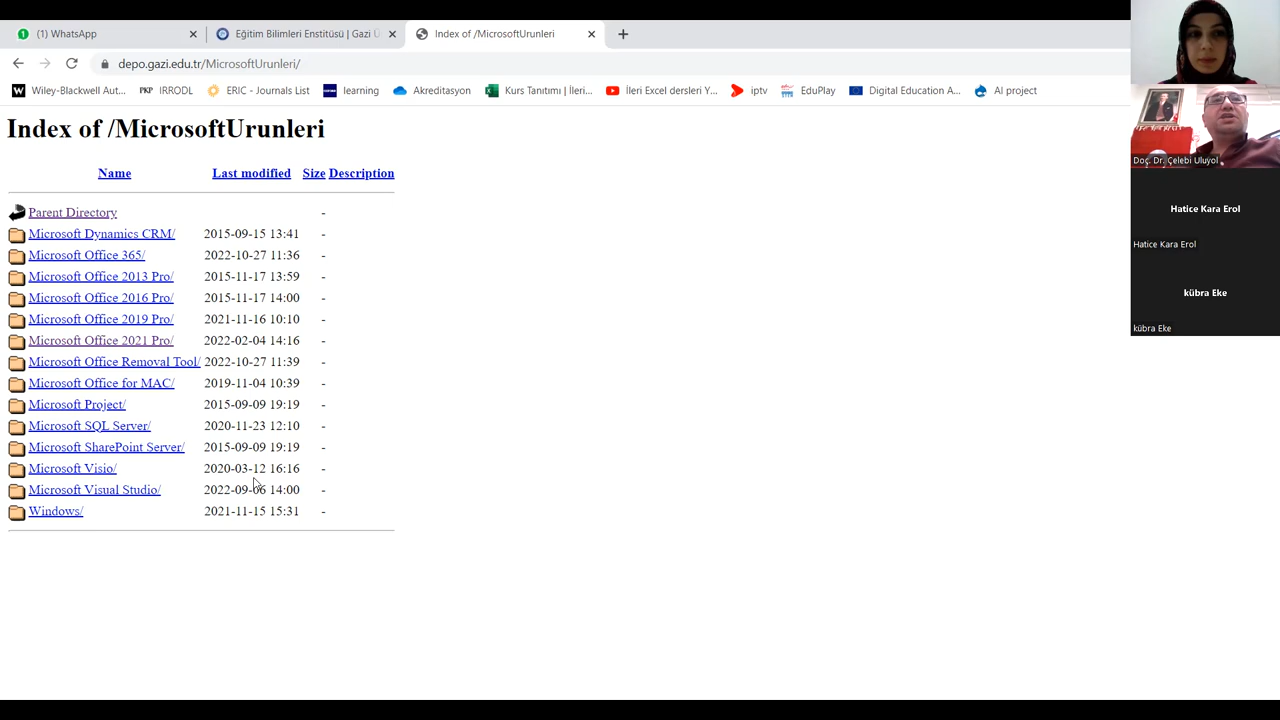 (1) WhatsApp
Eğitim Bilimleri Enstitüsü | Gazi Ü
Index of /MicrosoftUrunleri
depo.gazi.edu.tr/MicrosoftUrunleri/
Wiley-Blackwell Aut...
PKP IRRODL
ERIC - Journals List
learning
Akreditasyon
Kurs Tanıtımı | İleri...
İleri Excel dersleri Y...
iptv
EduPlay
Digital Education A...
AI project
Index of /MicrosoftUrunleri
Name Last modified Size Description
Parent Directory -
Microsoft Dynamics CRM/ 2015-09-15 13:41 -
Microsoft Office 365/ 2022-10-27 11:36 -
Microsoft Office 2013 Pro/ 2015-11-17 13:59 -
Microsoft Office 2016 Pro/ 2015-11-17 14:00 -
Microsoft Office 2019 Pro/ 2021-11-16 10:10 -
Microsoft Office 2021 Pro/ 2022-02-04 14:16 -
Microsoft Office Removal Tool/ 2022-10-27 11:39 -
Microsoft Office for MAC/ 2019-11-04 10:39 -
Microsoft Project/ 2015-09-09 19:19 -
Microsoft SQL Server/ 2020-11-23 12:10 -
Microsoft SharePoint Server/ 2015-09-09 19:19 -
Microsoft Visio/ 2020-03-12 16:16 -
Microsoft Visual Studio/ 2022-09-06 14:00 -
Windows/ 2021-11-15 15:31 -
Doç. Dr. Çelebi Uluyol
Hatice Kara Erol
Hatice Kara Erol
kübra Eke
kübra Eke